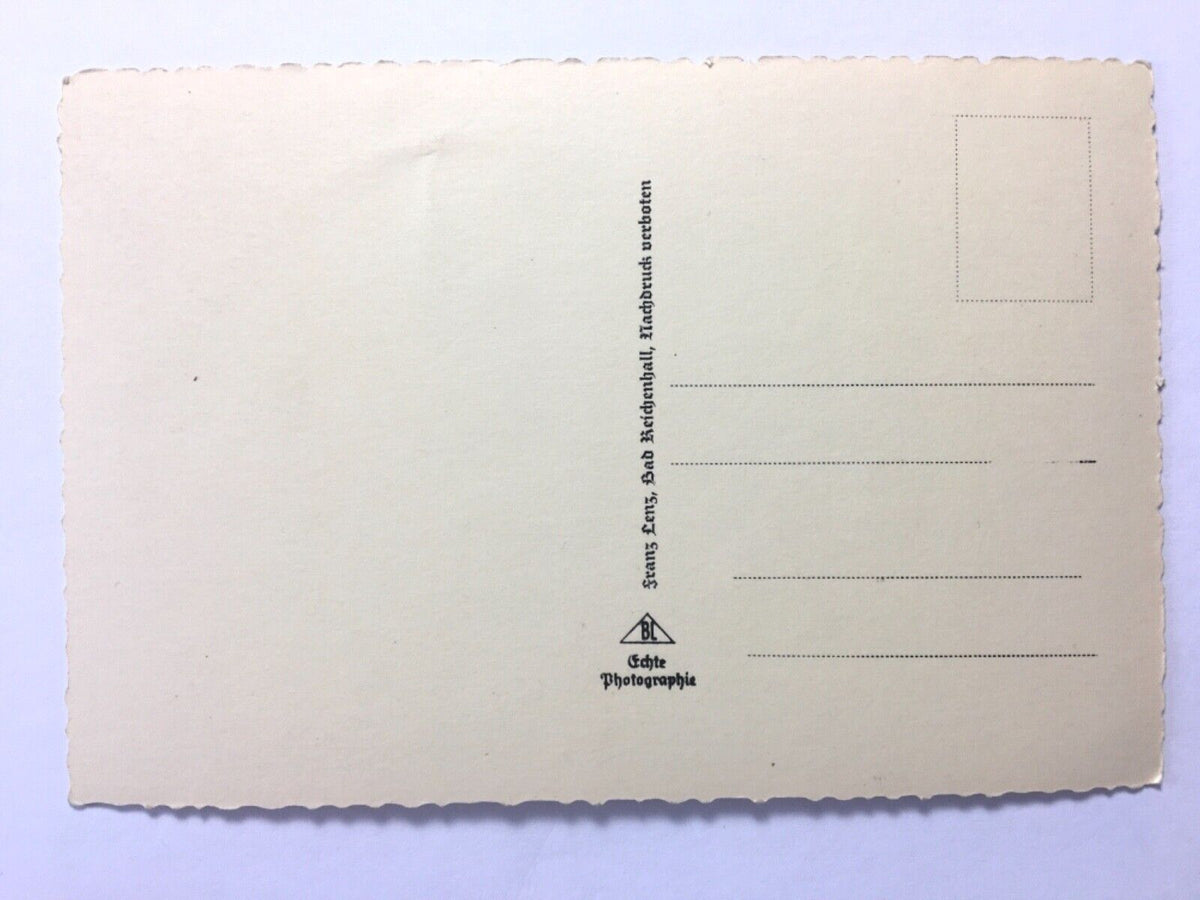 Franz Lenz, Bad Reichenhall, Nachdruck verboten
BL
Echte
Photographie